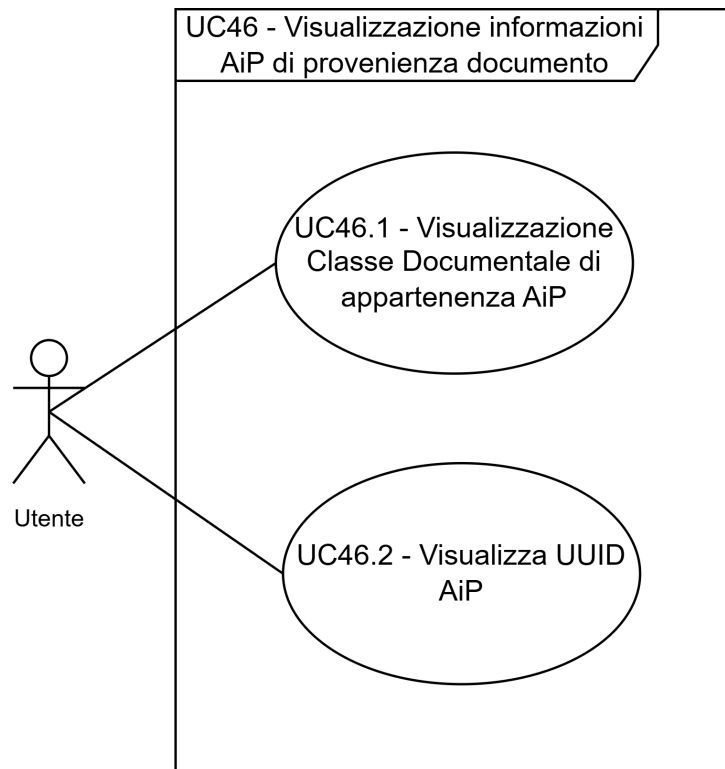 UC46 - Visualizzazione informazioni
AiP di provenienza documento
UC46.1 - Visualizzazione
Classe Documentale di
appartenenza AiP
Utente
UC46.2 - Visualizza UUID
AiP